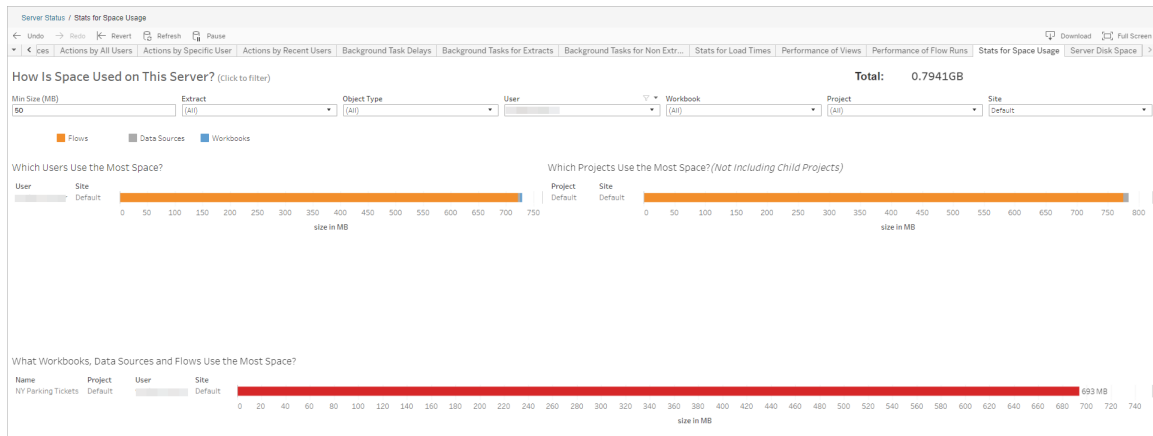 Server Status / Stats for Space Usage
← Undo → Redo Revert Refresh Pause Download Full Screen
ces Actions by All Users Actions by Specific User Actions by Recent Users Background Task Delays Background Tasks for Extracts Background Tasks for Non Extr... Stats for Load Times Performance of Views Performance of Flow Runs Stats for Space Usage Server Disk Space
How Is Space Used on This Server? (Click to filter) Total: 0.7941GB
Min Size (MB) Extract Object Type User Workbook Project Site
50 (All) (All) (All) (All) Default
Flows Data Sources Workbooks
Which Users Use the Most Space? Which Projects Use the Most Space? (Not Including Child Projects)
User Site Project Site
Default Default Default
0 50 100 150 200 250 300 350 400 450 500 550 600 650 700 750 0 50 100 150 200 250 300 350 400 450 500 550 600 650 700 750 800
size in MB size in MB
What Workbooks, Data Sources and Flows Use the Most Space?
Name Project User Site
NY Parking Tickets Default Default 693 MB
0 20 40 60 80 100 120 140 160 180 200 220 240 260 280 300 320 340 360 380 400 420 440 460 480 500 520 540 560 580 600 620 640 660 680 700 720 740
size in MB